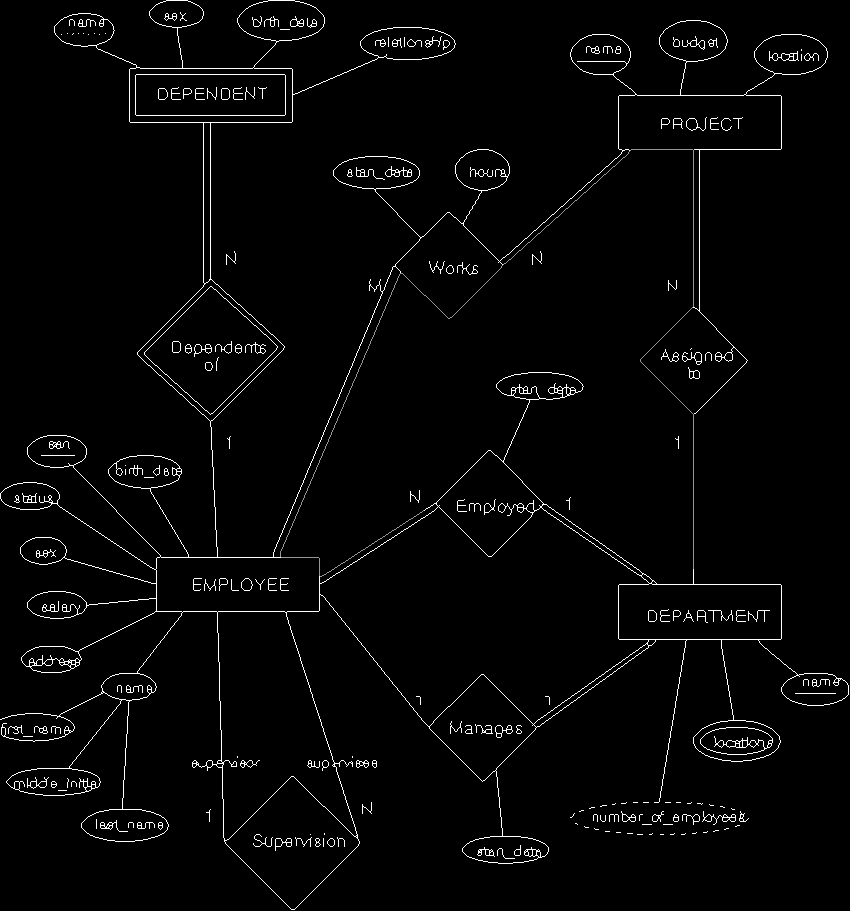 name
sex
birth_date
relationship
DEPENDENT
name
budget
location
PROJECT
start_date
hours
Works
N
M
N
N
Dependents
of
1
Assigned
to
1
start_date
ssn
birth_date
status
sex
salary
address
EMPLOYEE
N
Employed
1
DEPARTMENT
name
first_name
middle_initial
last_name
supervisor
supervisee
1
N
Supervision
1
1
Manages
start_date
name
locations
number_of_employees